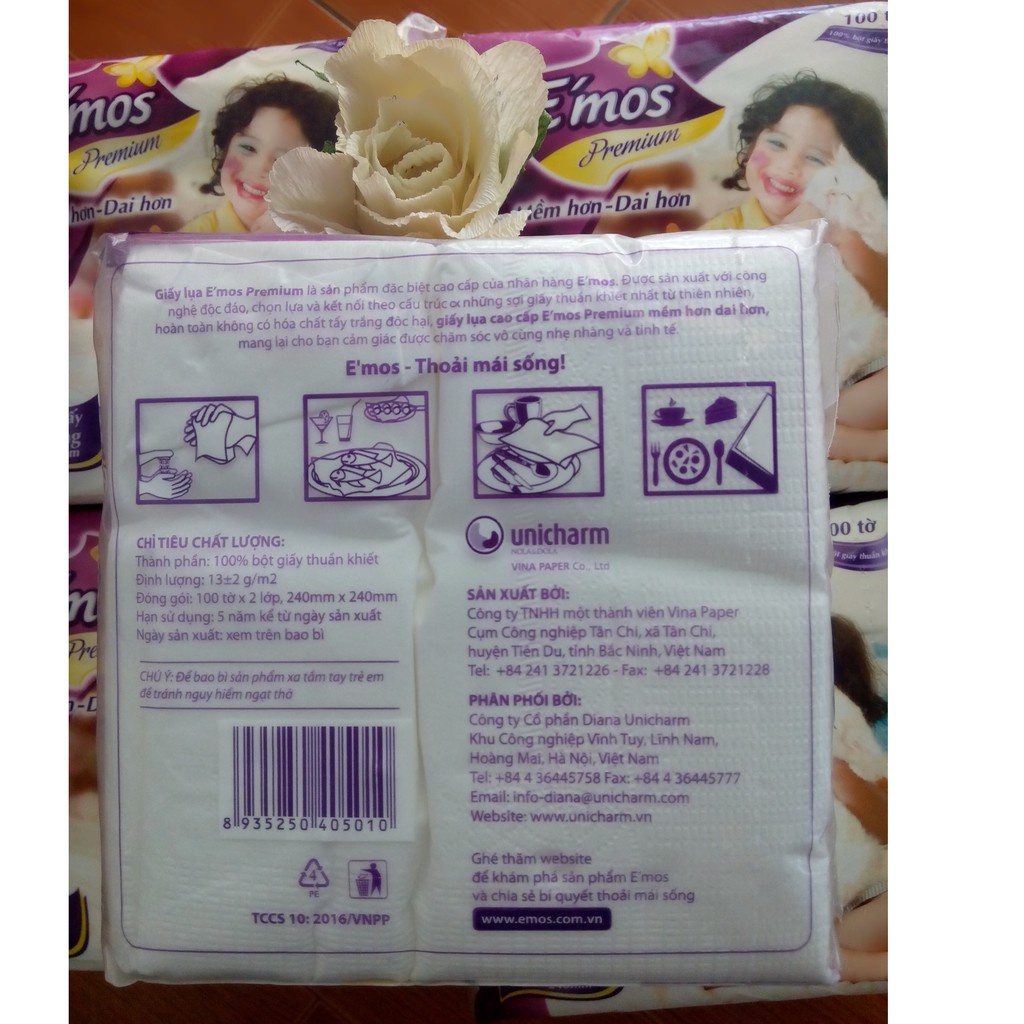 100
E'mos
Premium
hơn-Dai hơn
E'mos
Premium
Mềm hơn-Dai hơn
Giấy lụa E'mos Premium là sản phẩm đặc biệt cao cấp của nhãn hàng E'mos. Được sản xuất với công
nghệ độc đáo, chọn lựa và kết nối theo cấu trúc α những sợi giấy thuần khiết nhất từ thiên nhiên,
hoàn toàn không có hóa chất tẩy trắng độc hại, giấy lụa cao cấp E'mos Premium mềm hơn dai hơn,
mang lại cho bạn cảm giác được chăm sóc vô cùng nhẹ nhàng và tinh tế.
E'mos - Thoải mái sống!
CHỈ TIÊU CHẤT LƯỢNG:
Thành phần: 100% bột giấy thuần khiết
Định lượng: 13±2 g/m2
Đóng gói: 100 tờ x 2 lớp, 240mm x 240mm
Hạn sử dụng: 5 năm kể từ ngày sản xuất
Ngày sản xuất: xem trên bao bì
CHÚ Ý: Để bao bì sản phẩm xa tầm tay trẻ em
để tránh nguy hiểm ngạt thở
8 935250 405010
4
PE
TCCS 10: 2016/VNPP
unicharm
NOLA&DOLA
VINA PAPER Co., Ltd
SẢN XUẤT BỞI:
Công ty TNHH một thành viên Vina Paper
Cụm Công nghiệp Tân Chi, xã Tân Chi,
huyện Tiên Du, tỉnh Bắc Ninh, Việt Nam
Tel: +84 241 3721226 - Fax: +84 241 3721228
PHÂN PHỐI BỞI:
Công ty Cổ phần Diana Unicharm
Khu Công nghiệp Vĩnh Tuy, Lĩnh Nam,
Hoàng Mai, Hà Nội, Việt Nam
Tel: +84 4 36445758 Fax: +84 4 36445777
Email: info-diana@unicharm.com
Website: www.unicharm.vn
Ghé thăm website
để khám phá sản phẩm E'mos
và chia sẻ bí quyết thoải mái sống
www.emos.com.vn
00 tờ